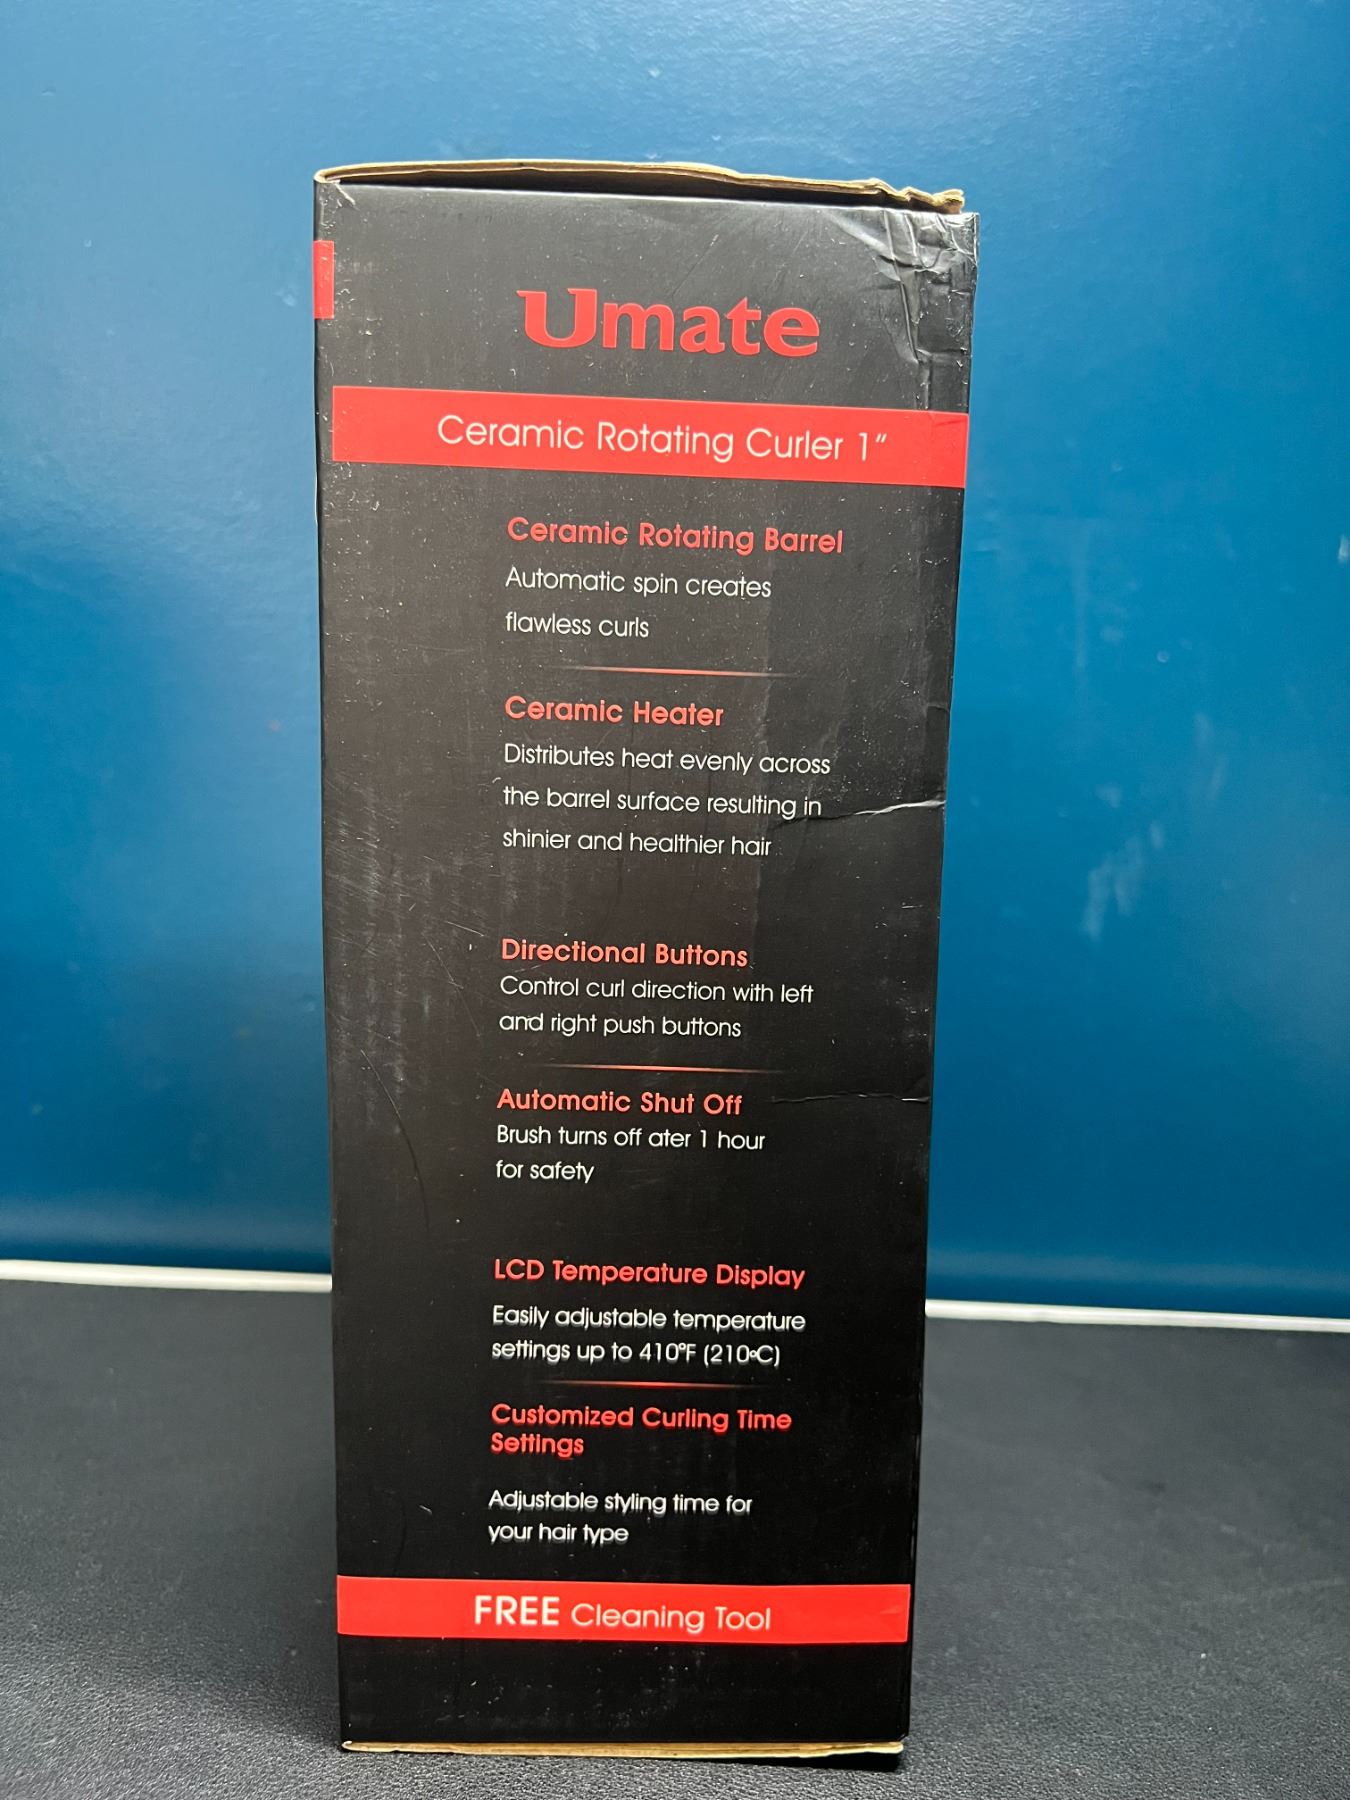 Umate
Ceramic Rotating Curler 1"
Ceramic Rotating Barrel
Automatic spin creates
flawless curls
Ceramic Heater
Distributes heat evenly across
the barrel surface resulting in
shinier and healthier hair
Directional Buttons
Control curl direction with left
and right push buttons
Automatic Shut Off
Brush turns off ater 1 hour
for safety
LCD Temperature Display
Easily adjustable temperature
settings up to 410°F (210°C)
Customized Curling Time
Settings
Adjustable styling time for
your hair type
FREE Cleaning Tool